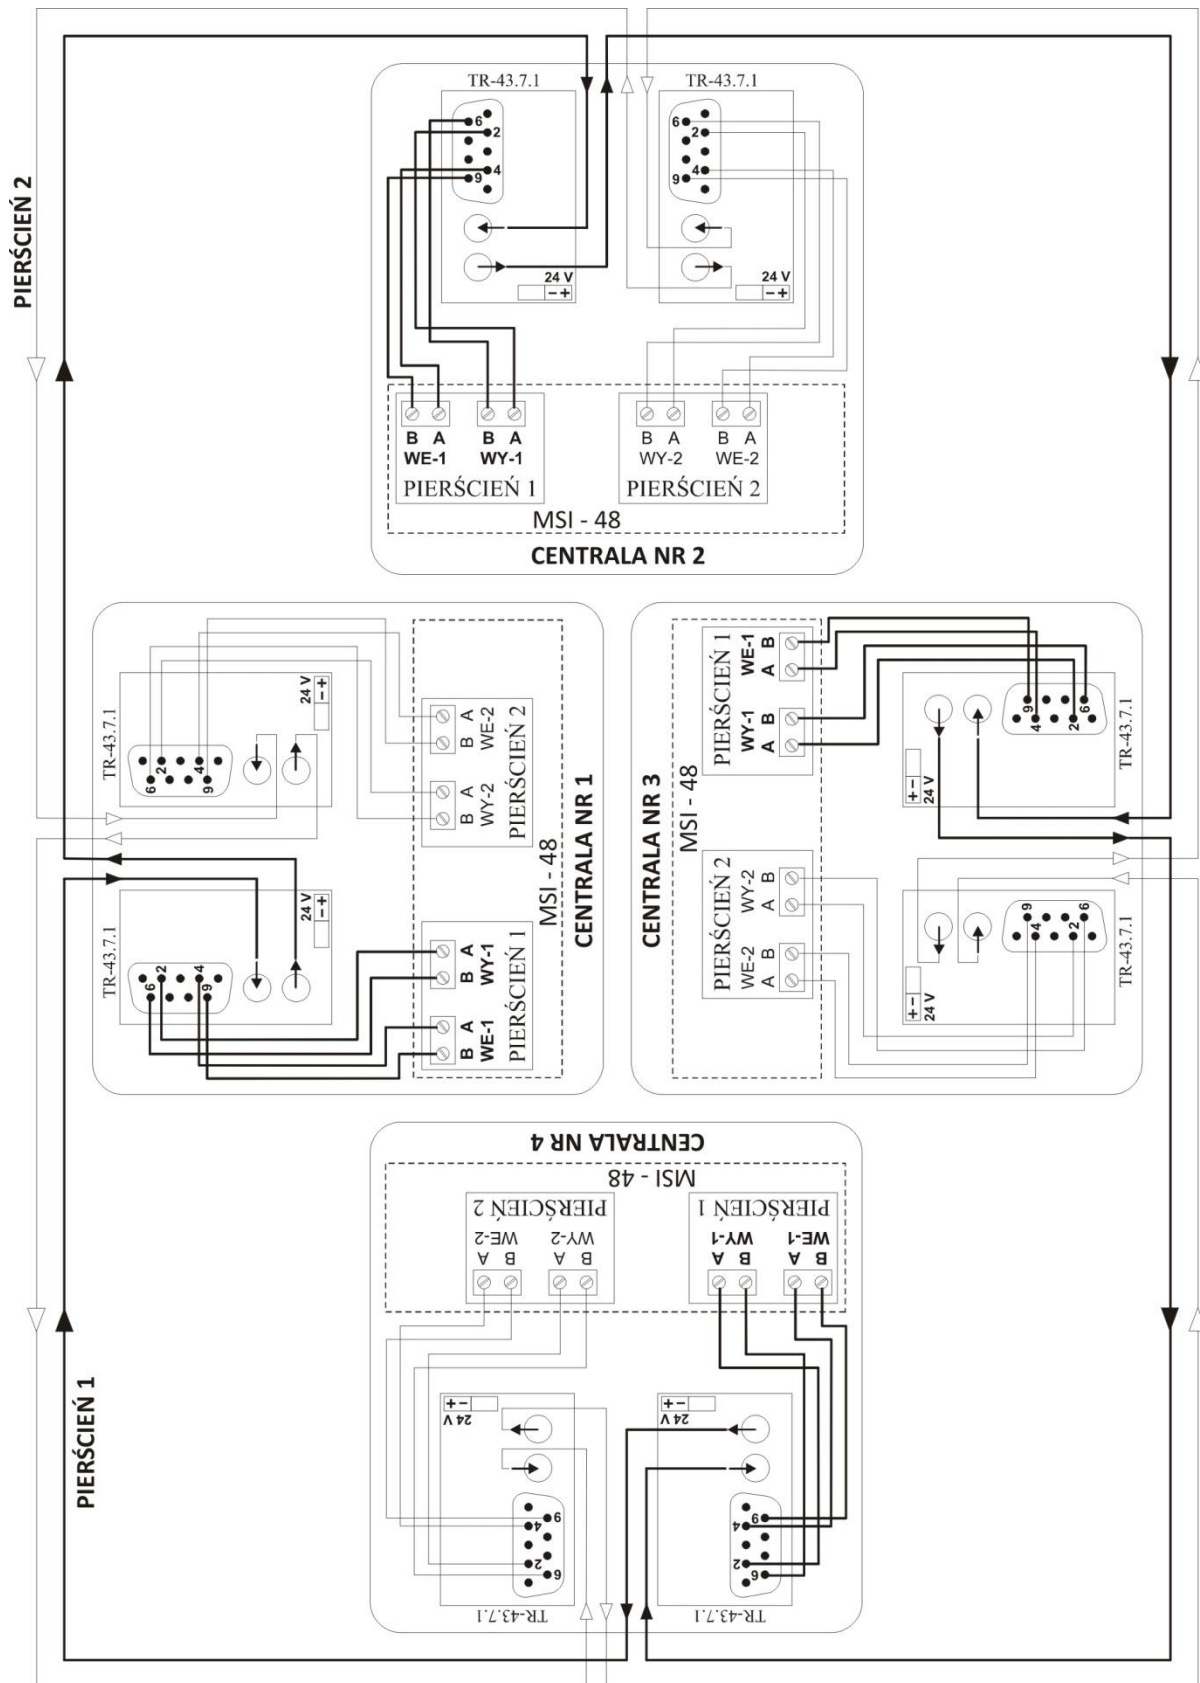 PIERŚCIEŃ 2
TR-43.7.1
6
2
4
9
24 V
− +
TR-43.7.1
6
2
4
9
24 V
− +
B A
WE-1
B A
WY-1
PIERŚCIEŃ 1
B A
WY-2
B A
WE-2
PIERŚCIEŃ 2
MSI - 48
CENTRALA NR 2
TR-43.7.1
6
2
4
9
24 V
− +
B A
WE-2
B A
WY-2
PIERŚCIEŃ 2
TR-43.7.1
6
2
4
9
24 V
− +
B A
WY-1
B A
WE-1
PIERŚCIEŃ 1
MSI - 48
CENTRALA NR 1
CENTRALA NR 3
MSI - 48
PIERŚCIEŃ 1
WE-1
A B
WY-1
A B
9
4
2
6
24 V
+ −
TR-43.7.1
PIERŚCIEŃ 2
WY-2
A B
WE-2
A B
9
4
2
6
24 V
+ −
TR-43.7.1
CENTRALA NR 4
MSI - 48
PIERŚCIEŃ 2
WE-2
A B
WY-2
A B
PIERŚCIEŃ 1
WY-1
A B
WE-1
A B
+ −
24 V
9
4
2
6
TR-43.7.1
+ −
24 V
9
4
2
6
TR-43.7.1
PIERŚCIEŃ 1